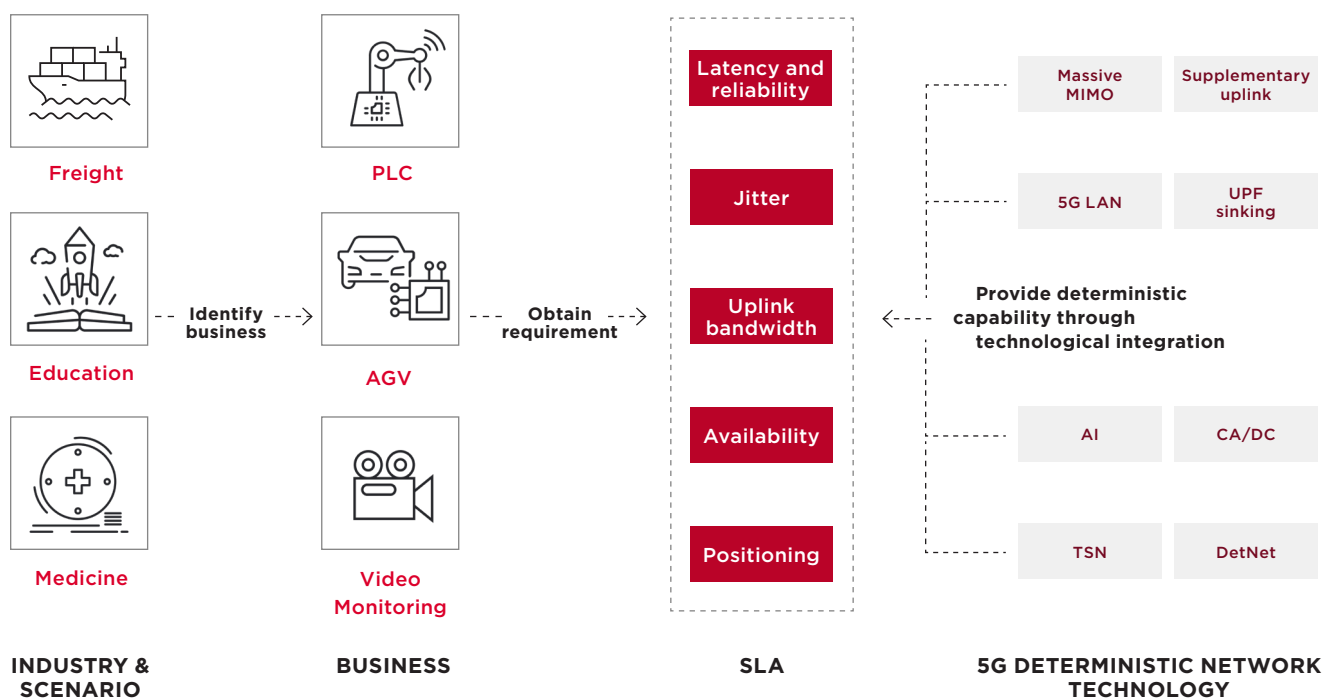 Freight
Education
Medicine
INDUSTRY &
SCENARIO
Identify
business
PLC
AGV
Video
Monitoring
BUSINESS
Obtain
requirement
Latency and
reliability
Jitter
Uplink
bandwidth
Availability
Positioning
SLA
Provide deterministic
capability through
technological integration
Massive
MIMO
Supplementary
uplink
5G LAN
UPF
sinking
AI
CA/DC
TSN
DetNet
5G DETERMINISTIC NETWORK
TECHNOLOGY